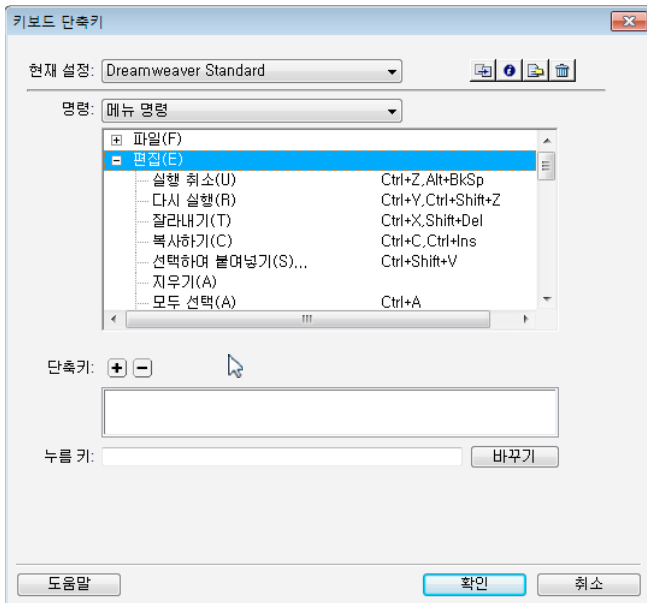 키보드 단축키
현재 설정: Dreamweaver Standard
명령: 메뉴 명령
파일(F)
편집(E)
실행 취소(U) Ctrl+Z,Alt+BkSp
다시 실행(R) Ctrl+Y,Ctrl+Shift+Z
잘라내기(T) Ctrl+X,Shift+Del
복사하기(C) Ctrl+C,Ctrl+Ins
선택하여 붙여넣기(S)... Ctrl+Shift+V
지우기(A)
모두 선택(A) Ctrl+A
단축키:
누름 키: 바꾸기
도움말 확인 취소